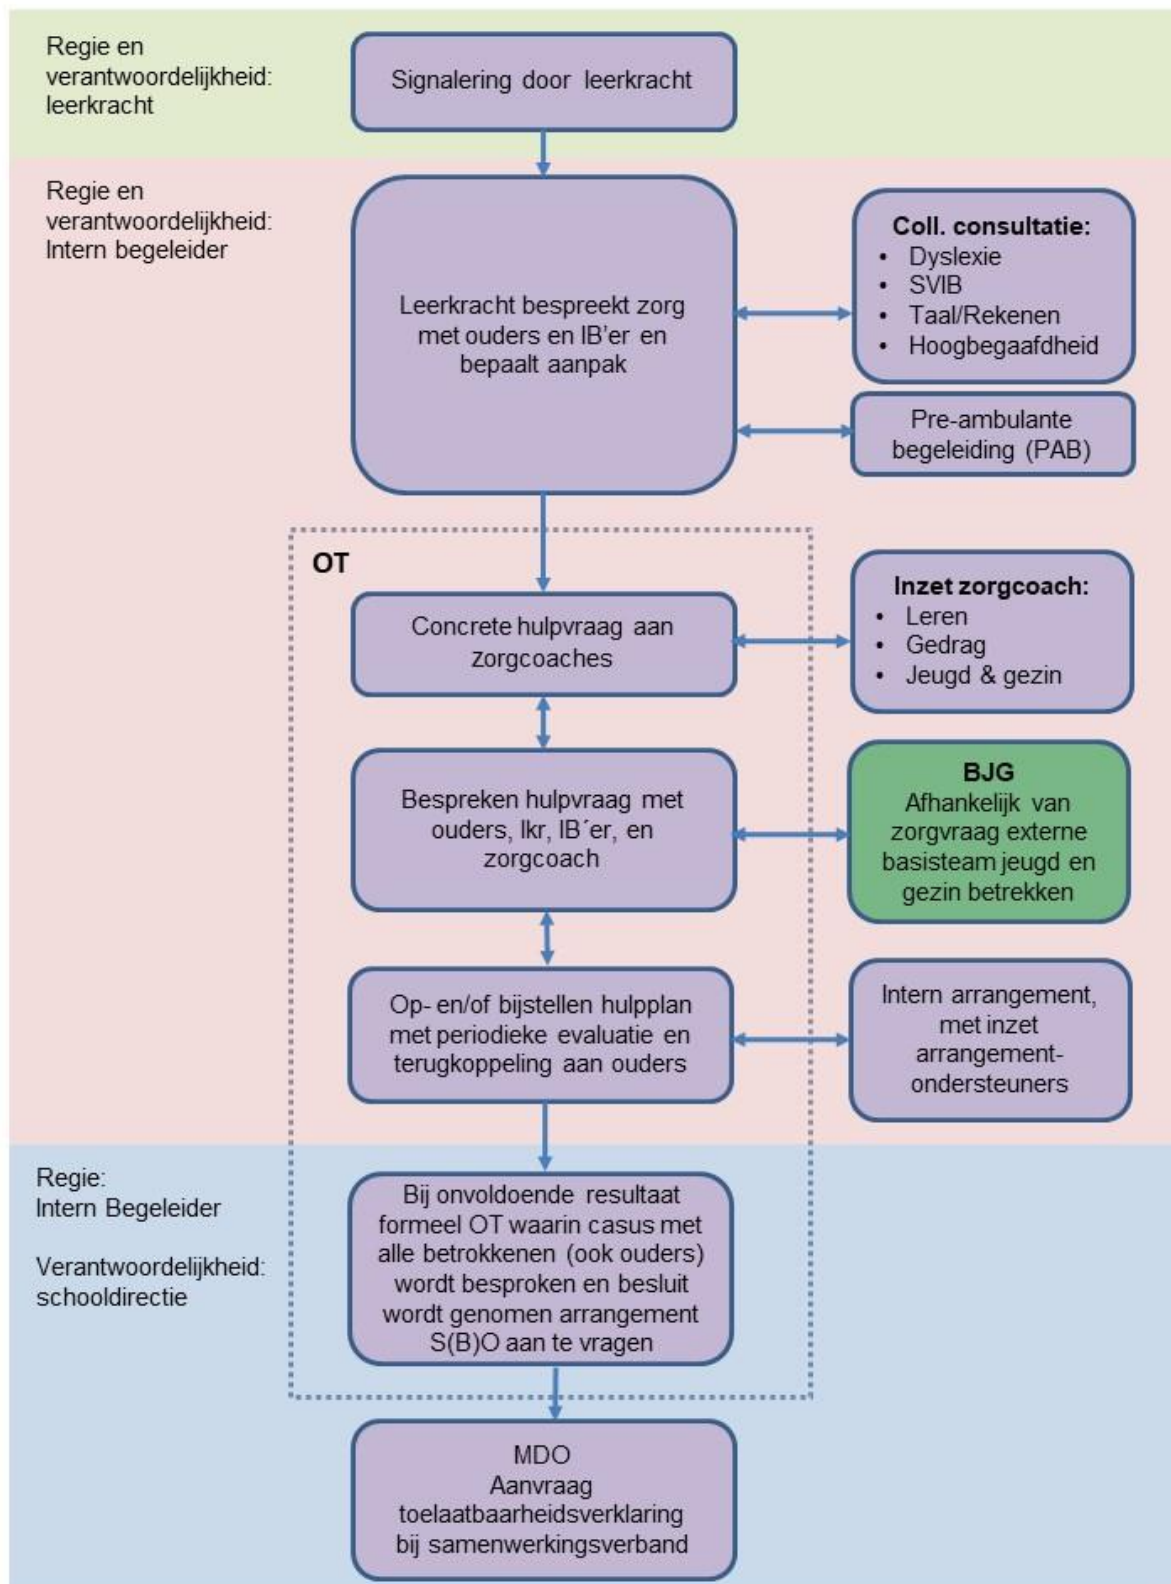 Regie en
verantwoordelijkheid:
leerkracht
Signalering door leerkracht
Regie en
verantwoordelijkheid:
Intern begeleider
Leerkracht bespreekt zorg
met ouders en IB'er en
bepaalt aanpak
Coll. consultatie:
• Dyslexie
• SVIB
• Taal/Rekenen
• Hoogbegaafdheid
Pre-ambulante
begeleiding (PAB)
OT
Concrete hulpvraag aan
zorgcoaches
Inzet zorgcoach:
• Leren
• Gedrag
• Jeugd & gezin
Bespreken hulpvraag met
ouders, lkr, IB´er, en
zorgcoach
BJG
Afhankelijk van
zorgvraag externe
basisteam jeugd en
gezin betrekken
Op- en/of bijstellen hulpplan
met periodieke evaluatie en
terugkoppeling aan ouders
Intern arrangement,
met inzet
arrangement-
ondersteuners
Regie:
Intern Begeleider
Verantwoordelijkheid:
schooldirectie
Bij onvoldoende resultaat
formeel OT waarin casus met
alle betrokkenen (ook ouders)
wordt besproken en besluit
wordt genomen arrangement
S(B)O aan te vragen
MDO
Aanvraag
toelaatbaarheidsverklaring
bij samenwerkingsverband